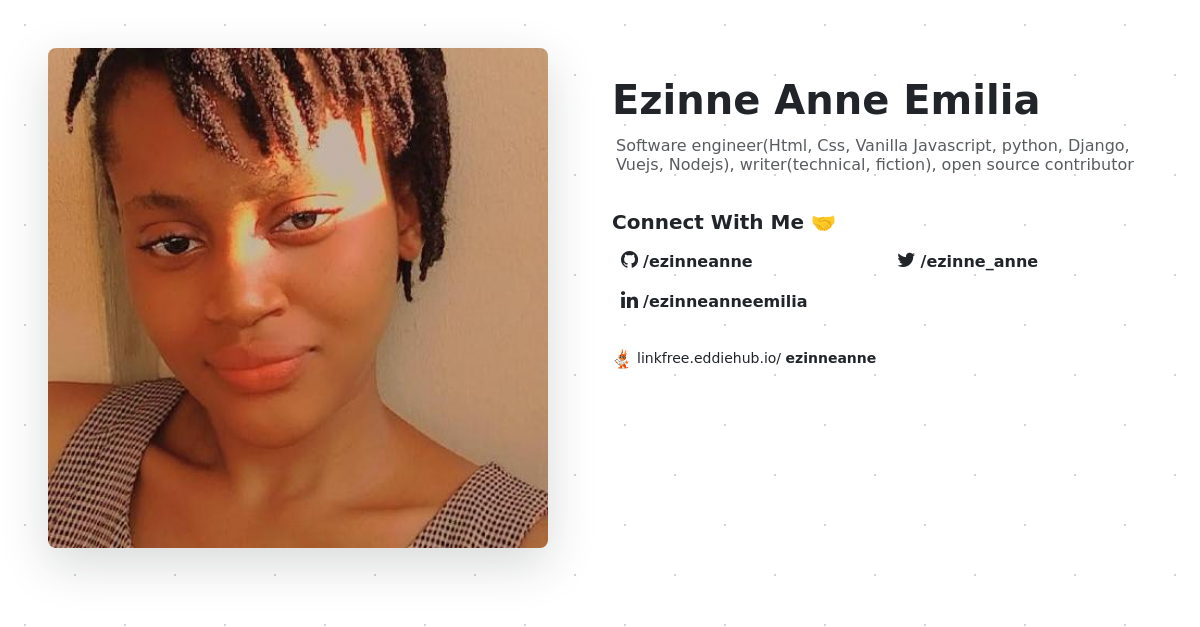 Ezinne Anne Emilia
Software engineer(Html, Css, Vanilla Javascript, python, Django,
Vuejs, Nodejs), writer(technical, fiction), open source contributor
Connect With Me 🤝
/ezinneanne
/ezinne_anne
/ezinneanneemilia
linkfree.eddiehub.io/ ezinneanne